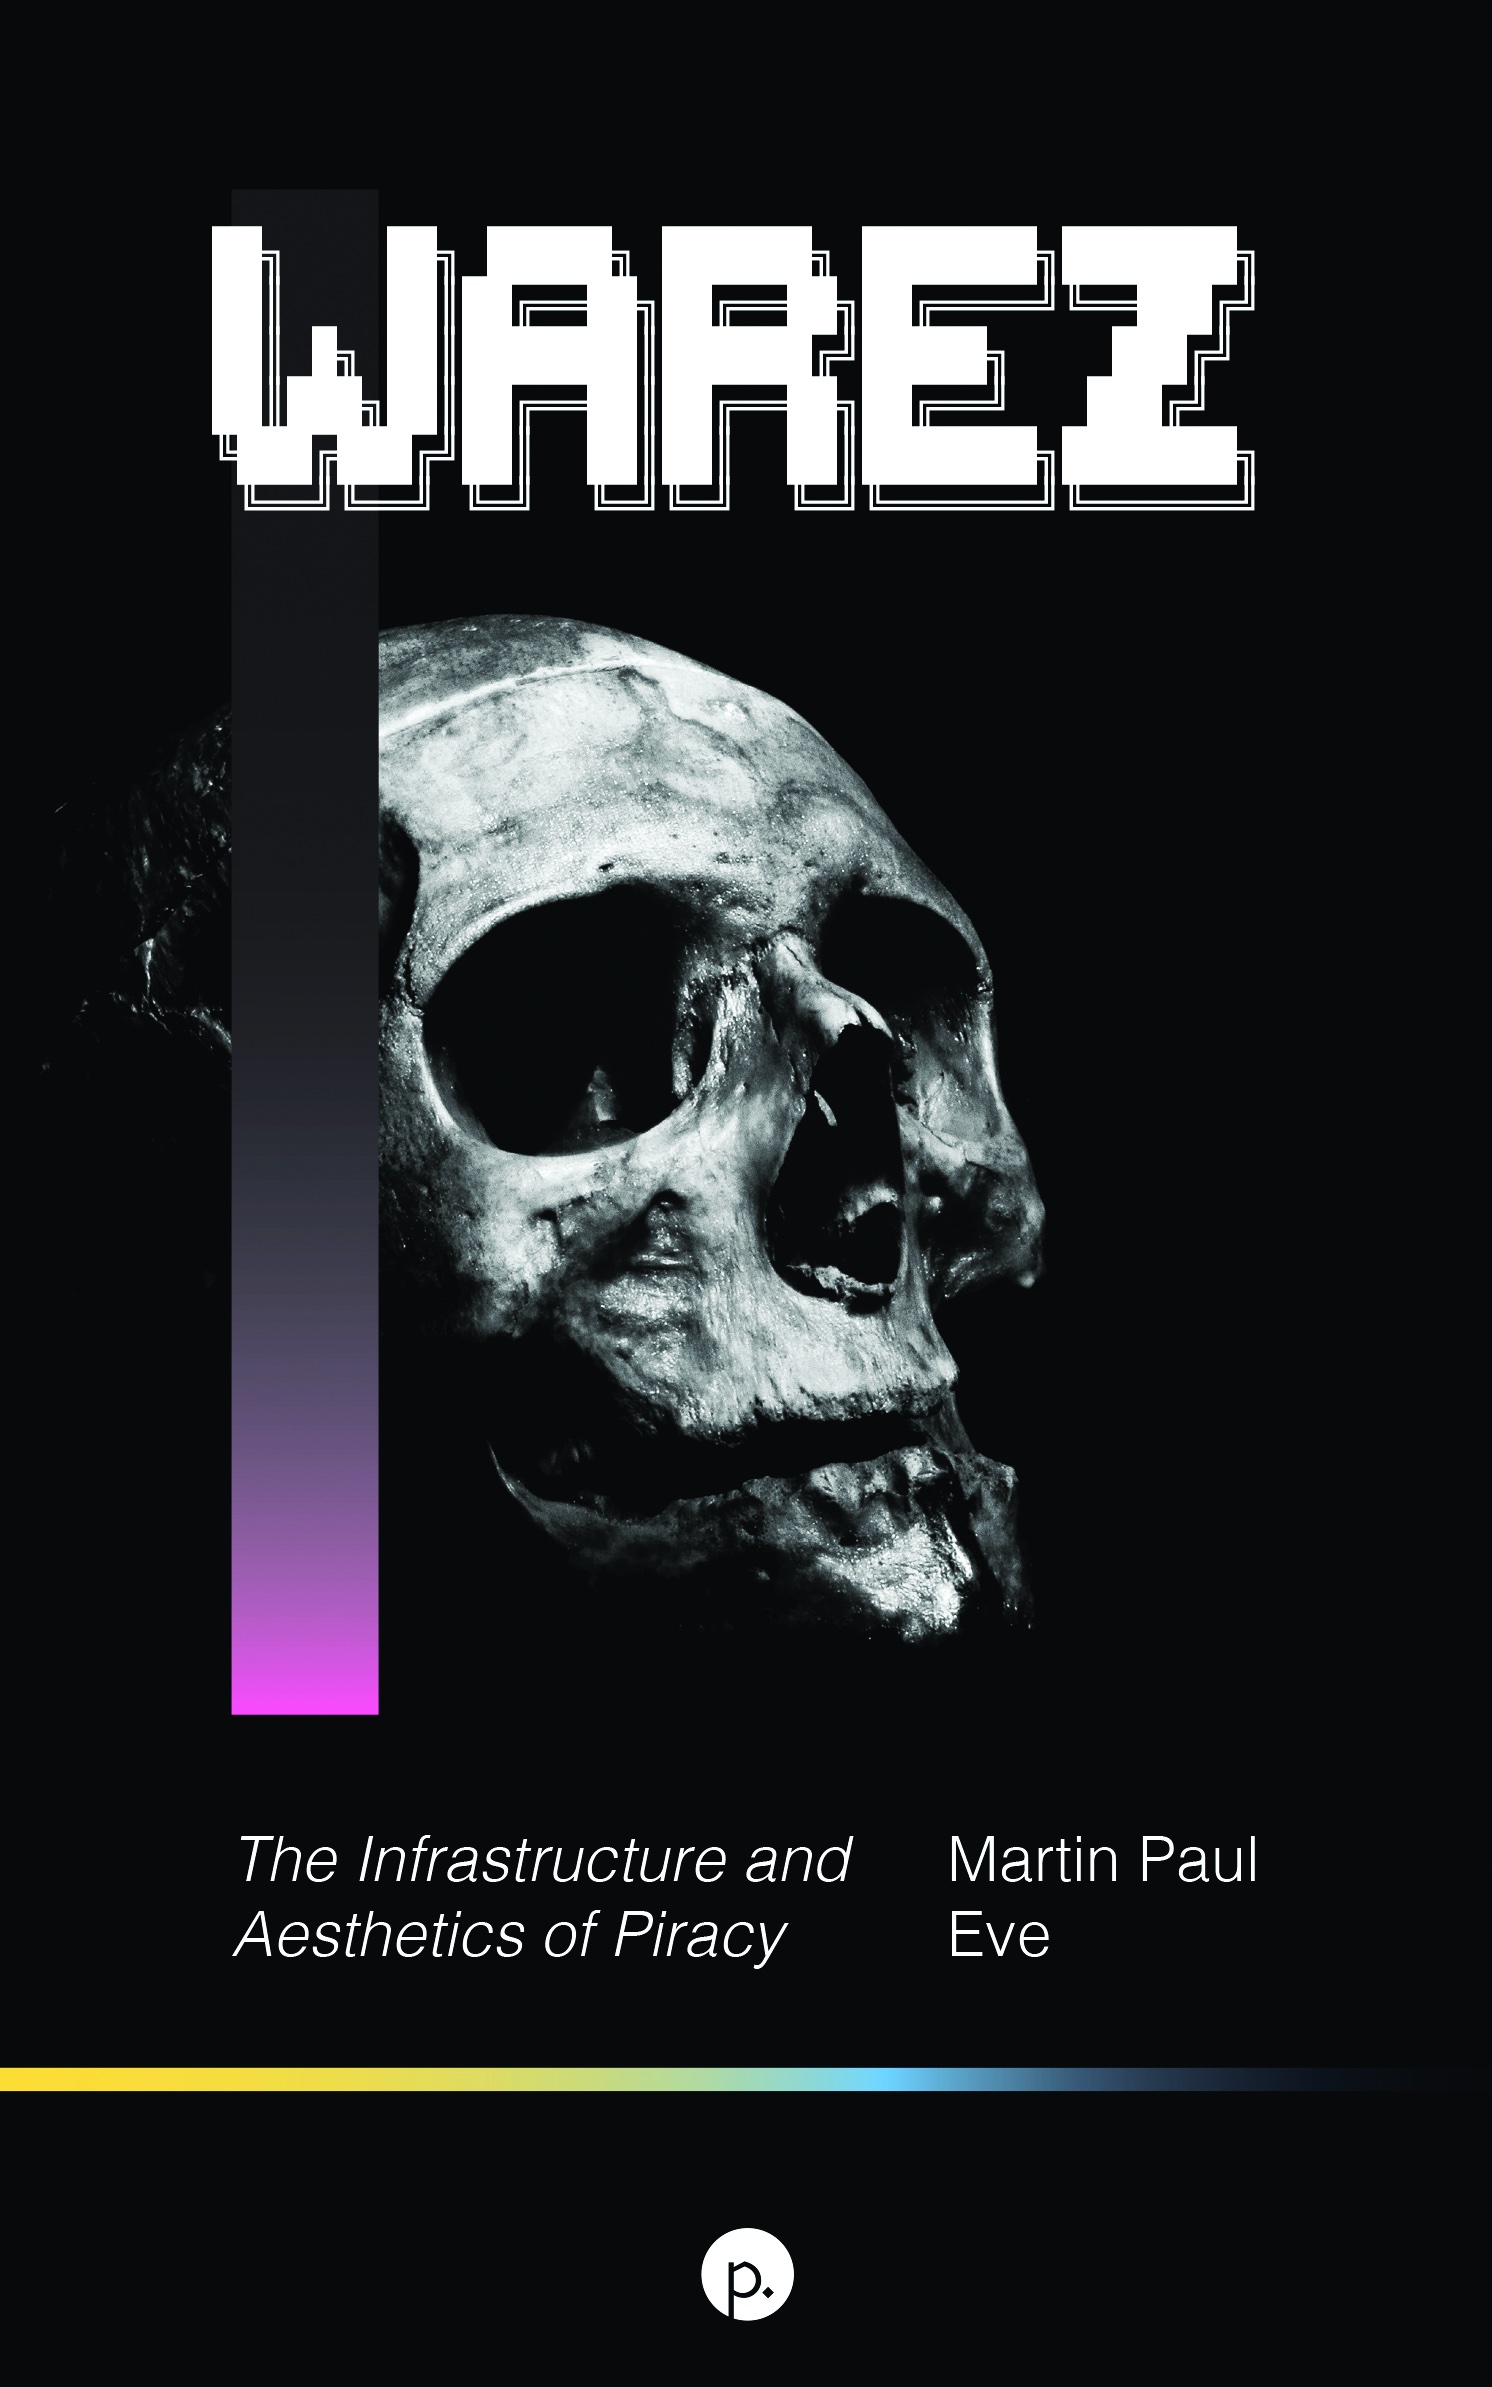 WAREZ
The Infrastructure and
Aesthetics of Piracy
Martin Paul
Eve
p.